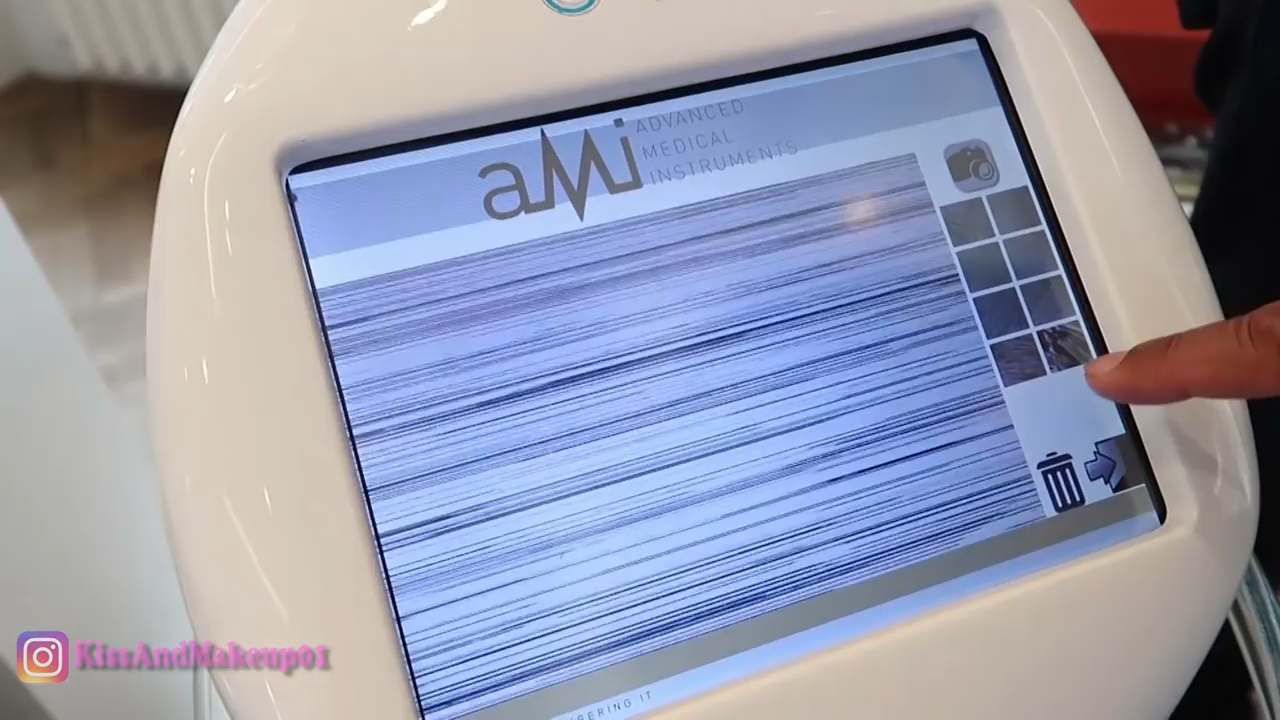 aMi
ADVANCED
MEDICAL
INSTRUMENTS
KissAndMakeup01